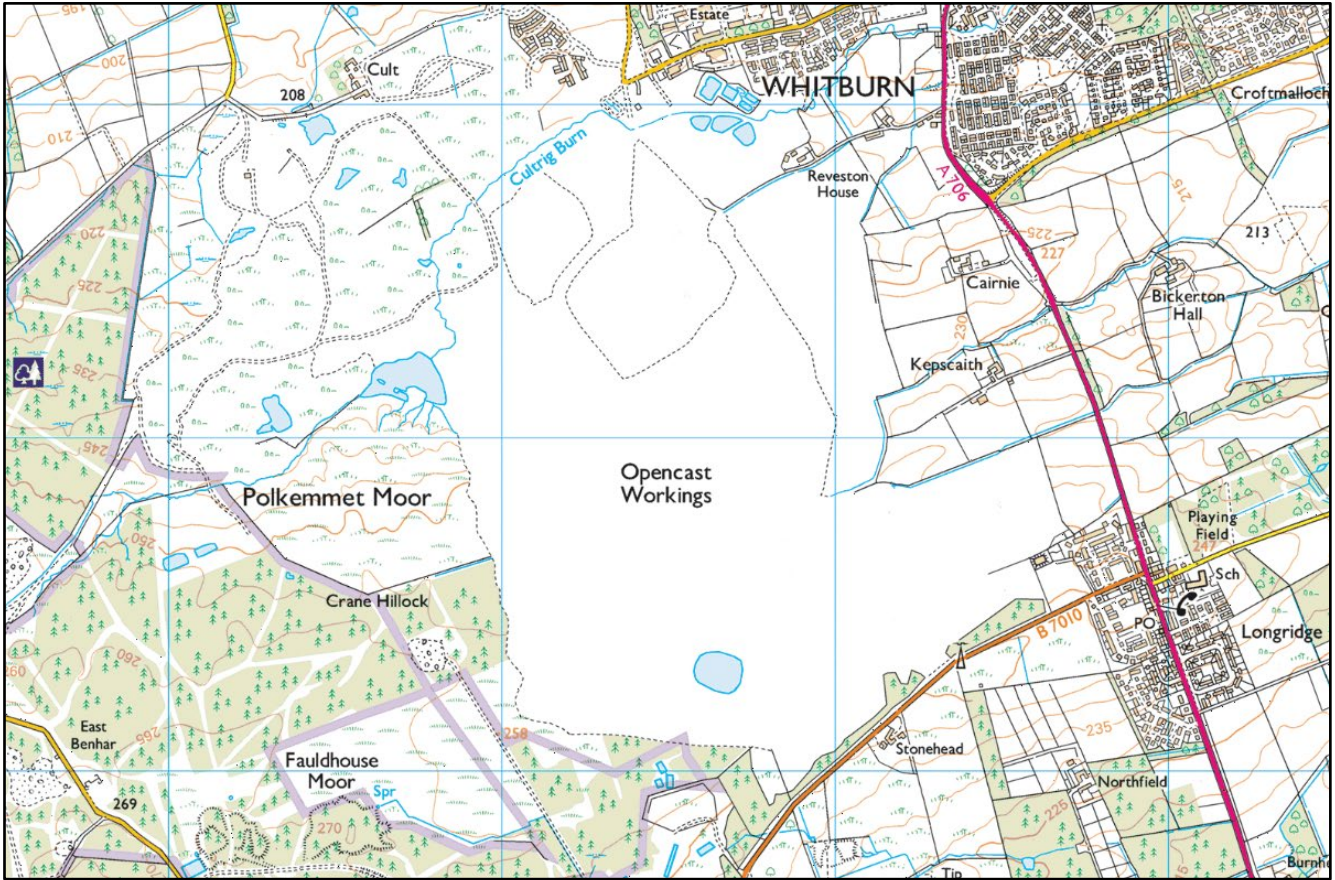 Estate
195
200
Cult
WHITBURN
208
Croftmalloch
210
Cultrig Burn
Reveston
House
A 706
215
220
225
227
213
225
Cairnie
Bickerton
Hall
230
235
Kepscaith
245
Opencast
Workings
Polkemmet Moor
250
Playing
Field
247
Sch
Crane Hillock
B 7010
PO
Longridge
260
260
265
East
Benhar
258
235
Stonehead
Fauldhouse
Moor
Northfield
Spr
269
270
225
Tip
215